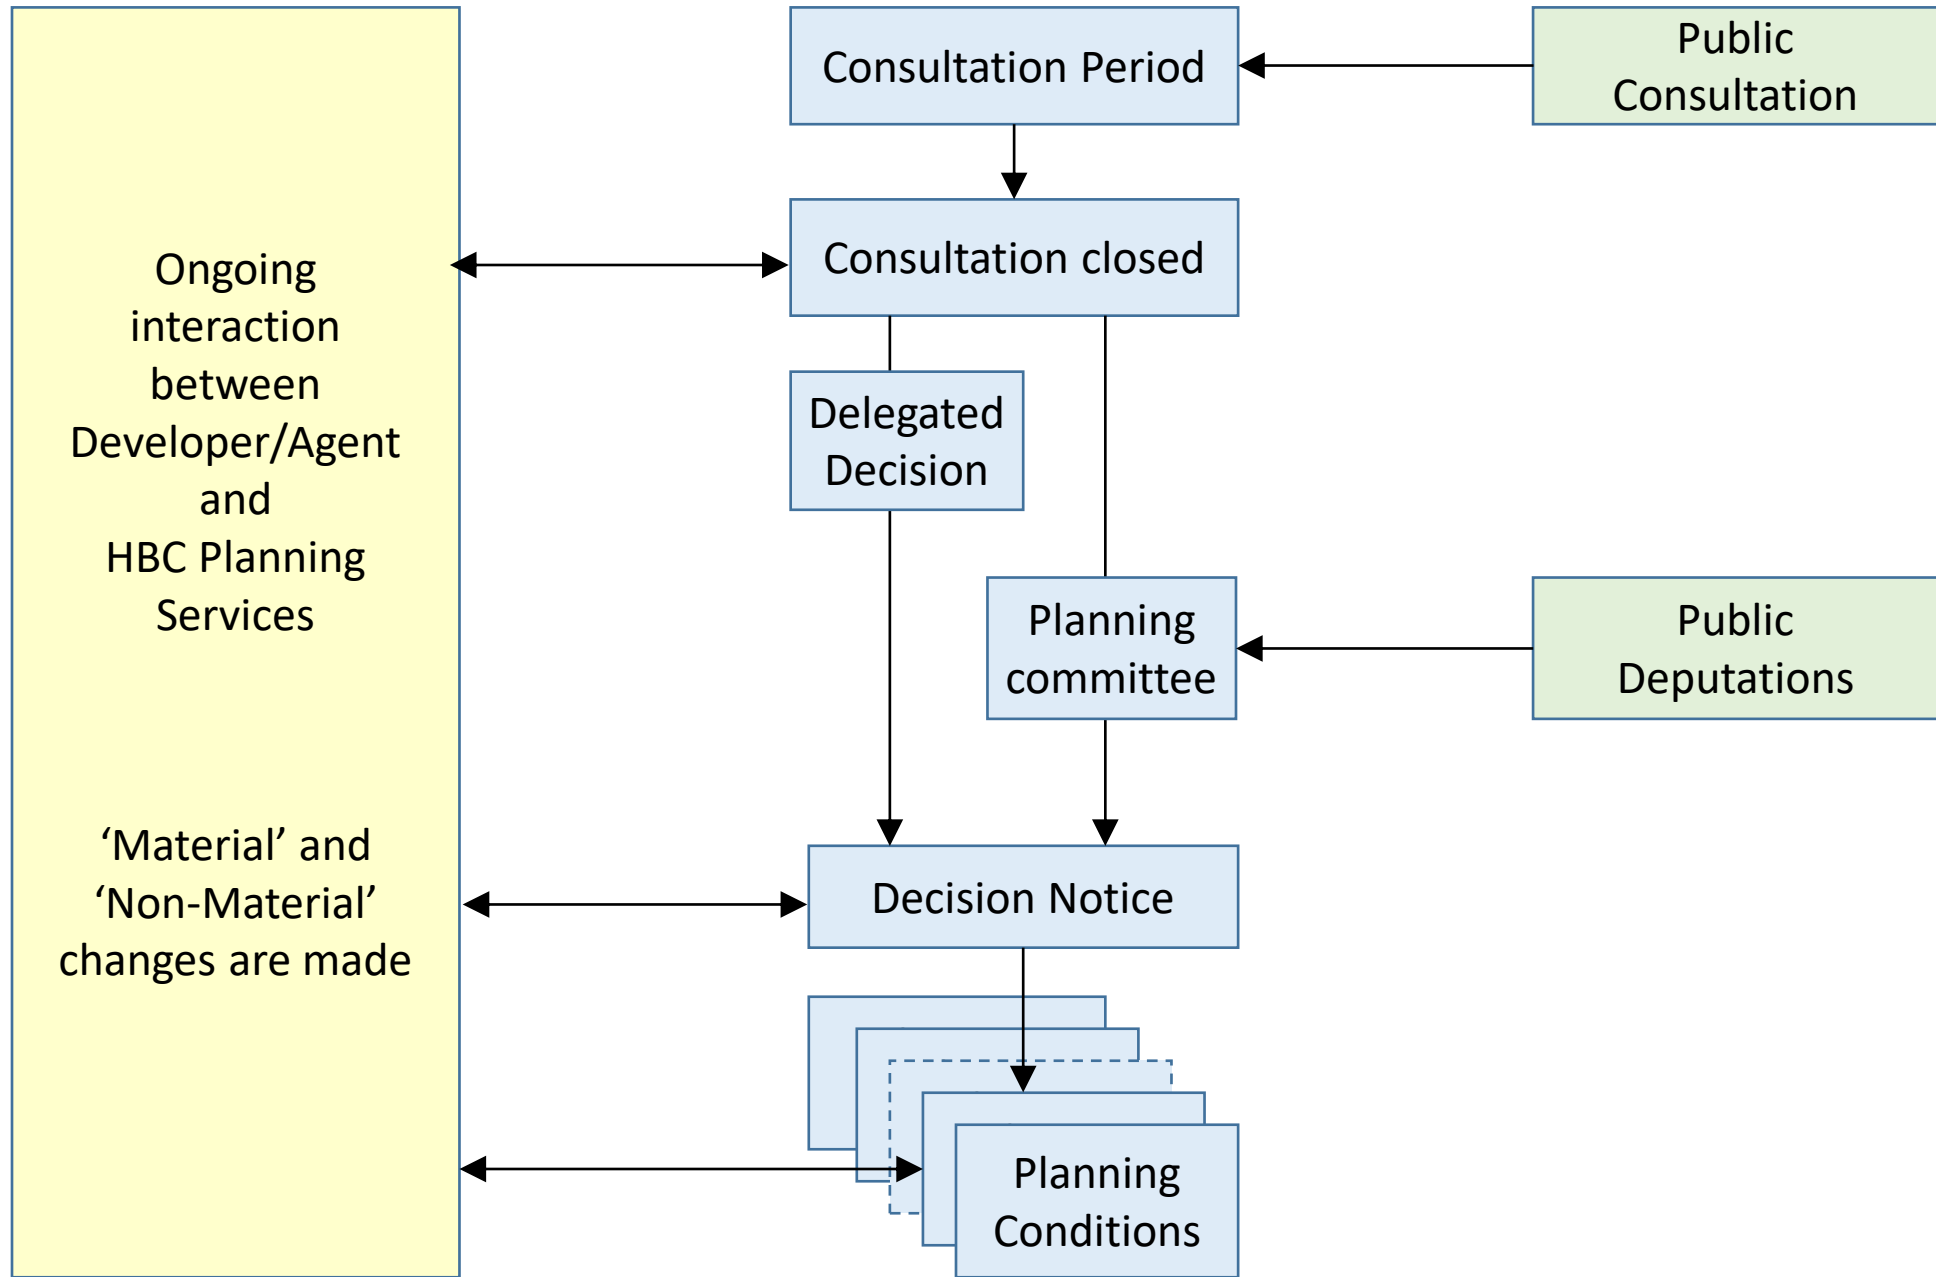 Consultation Period
Public
Consultation
Consultation closed
Ongoing
interaction
between
Developer/Agent
and
HBC Planning
Services
Delegated
Decision
Planning
committee
Public
Deputations
‘Material’ and
‘Non-Material’
changes are made
Decision Notice
Planning
Conditions